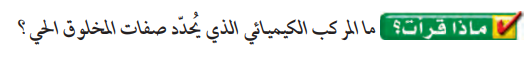 ماذا قرأت؟ ما المركب الكيميائي الذي يُحدّد صفات المخلوق الحي ؟